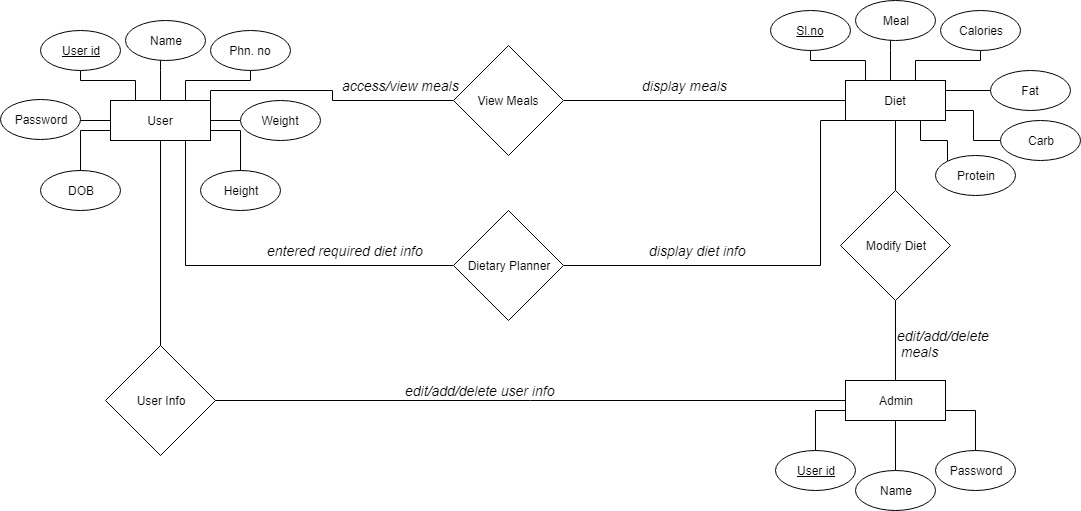 User id
Name
Phn. no
Password
User
Weight
DOB
Height
access/view meals
View Meals
display meals
Sl.no
Meal
Calories
Diet
Fat
Carb
Protein
entered required diet info
Dietary Planner
display diet info
Modify Diet
edit/add/delete
meals
User Info
edit/add/delete user info
Admin
User id
Name
Password